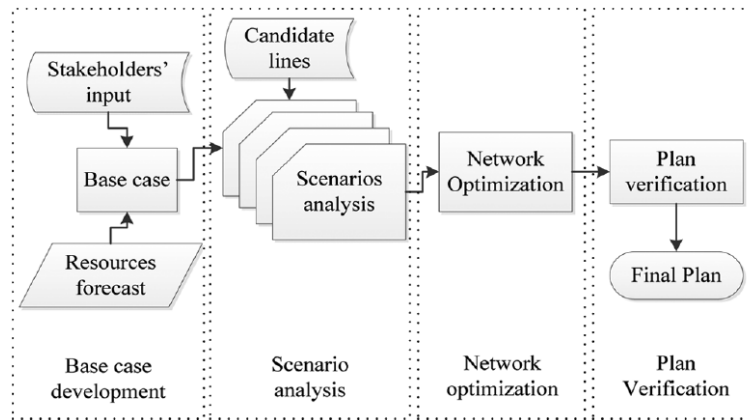 Stakeholders'
input
Base case
Resources
forecast
Base case
development
Candidate
lines
Scenarios
analysis
Scenario
analysis
Network
Optimization
Network
optimization
Plan
verification
Final Plan
Plan
Verification